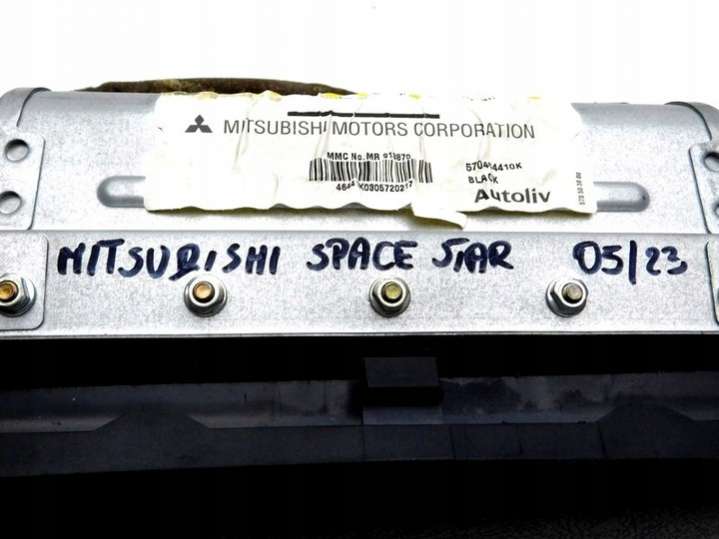 MITSUBISHI MOTORS CORPORATION
MMC No. MR
BLACK
Autoliv
MITSUBISHI SPACE STAR 05/23